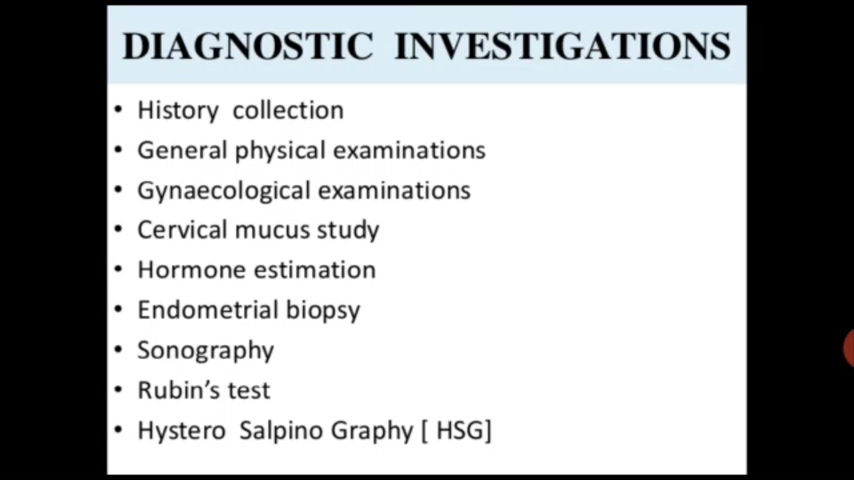 DIAGNOSTIC INVESTIGATIONS
• History collection
• General physical examinations
• Gynaecological examinations
• Cervical mucus study
• Hormone estimation
• Endometrial biopsy
• Sonography
• Rubin’s test
• Hystero Salpino Graphy [ HSG]